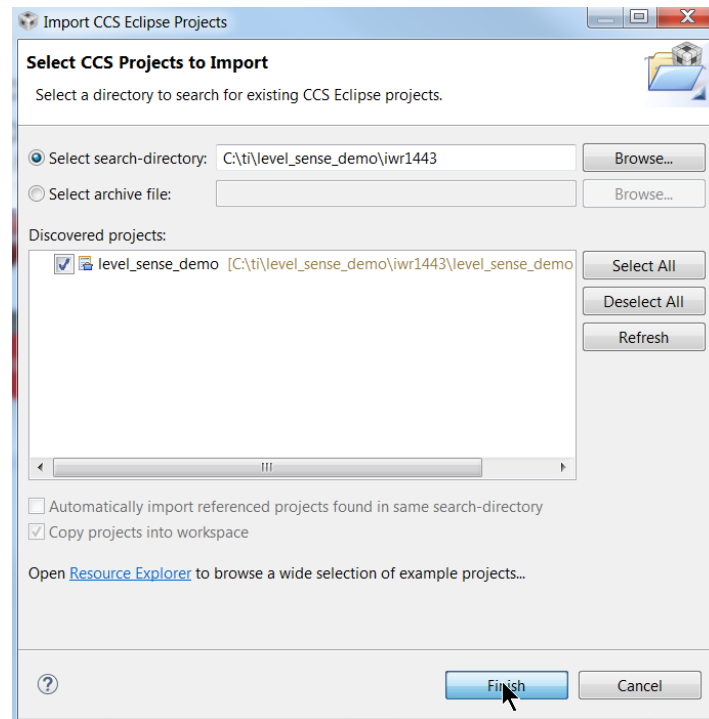 Import CCS Eclipse Projects
Select CCS Projects to Import
Select a directory to search for existing CCS Eclipse projects.
Select search-directory: C:\ti\level_sense_demo\iwr1443 Browse...
Select archive file: Browse...
Discovered projects:
level_sense_demo [C:\ti\level_sense_demo\iwr1443\level_sense_demo
Select All
Deselect All
Refresh
Automatically import referenced projects found in same search-directory
Copy projects into workspace
Open Resource Explorer to browse a wide selection of example projects...
? Finish Cancel